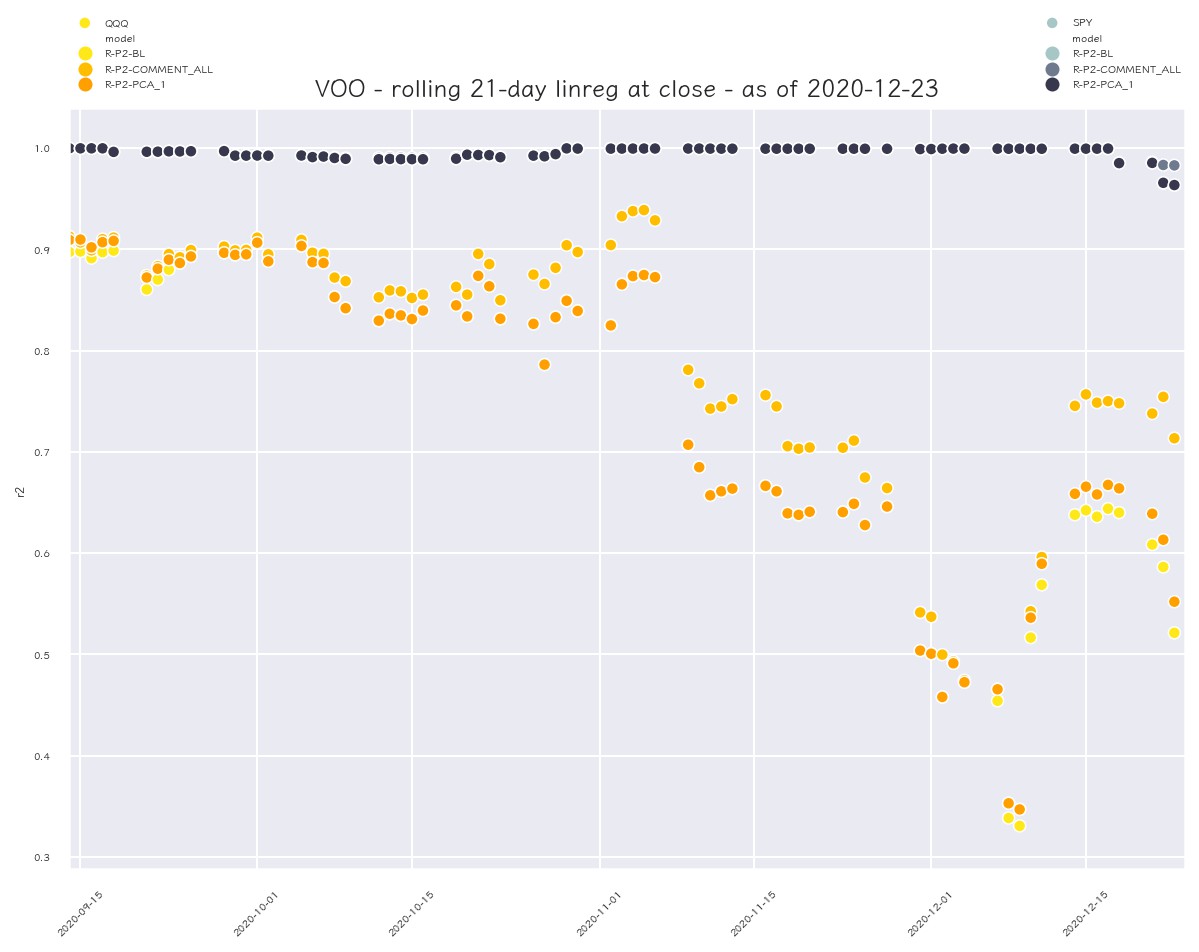 QQQ
model
R-P2-BL
R-P2-COMMENT_ALL
R-P2-PCA_1
SPY
model
R-P2-BL
R-P2-COMMENT_ALL
R-P2-PCA_1
VOO - rolling 21-day linreg at close - as of 2020-12-23
1.0
0.9
0.8
0.7
0.6
0.5
0.4
0.3
r2
2020-09-15
2020-10-01
2020-10-15
2020-11-01
2020-11-15
2020-12-01
2020-12-15